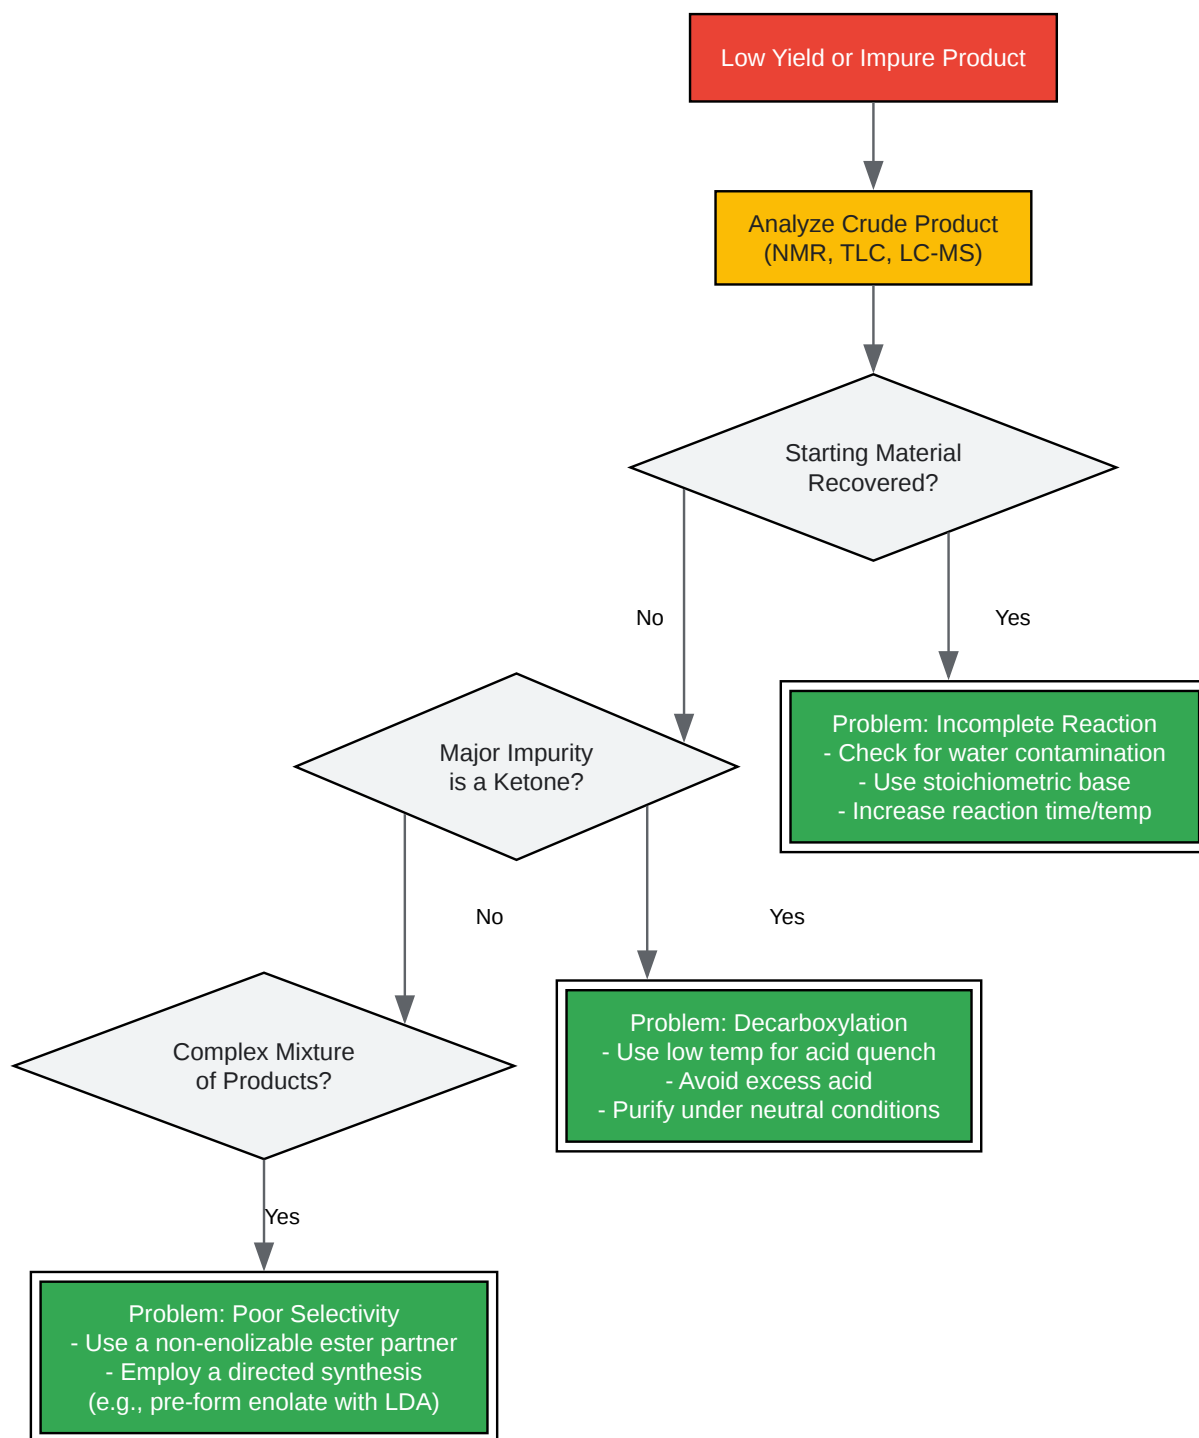 Low Yield or Impure Product
Analyze Crude Product
(NMR, TLC, LC-MS)
Starting Material
Recovered?
No
Yes
Problem: Incomplete Reaction
- Check for water contamination
- Use stoichiometric base
- Increase reaction time/temp
Major Impurity
is a Ketone?
No
Yes
Problem: Decarboxylation
- Use low temp for acid quench
- Avoid excess acid
- Purify under neutral conditions
Complex Mixture
of Products?
Yes
Problem: Poor Selectivity
- Use a non-enolizable ester partner
- Employ a directed synthesis
(e.g., pre-form enolate with LDA)